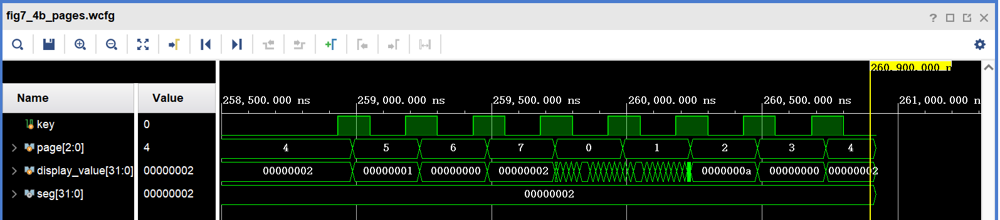 fig7_4b_pages.wcfg
?
260,900.000 n
Name Value
258,500.000 ns 259,000.000 ns 259,500.000 ns 260,000.000 ns 260,500.000 ns 261,000.000 n
key 0
page[2:0] 4 4 5 6 7 0 1 2 3 4
display_value[31:0] 00000002 00000002 00000001 00000000 00000002 0000000a 00000000 00000002
seg[31:0] 00000002 00000002